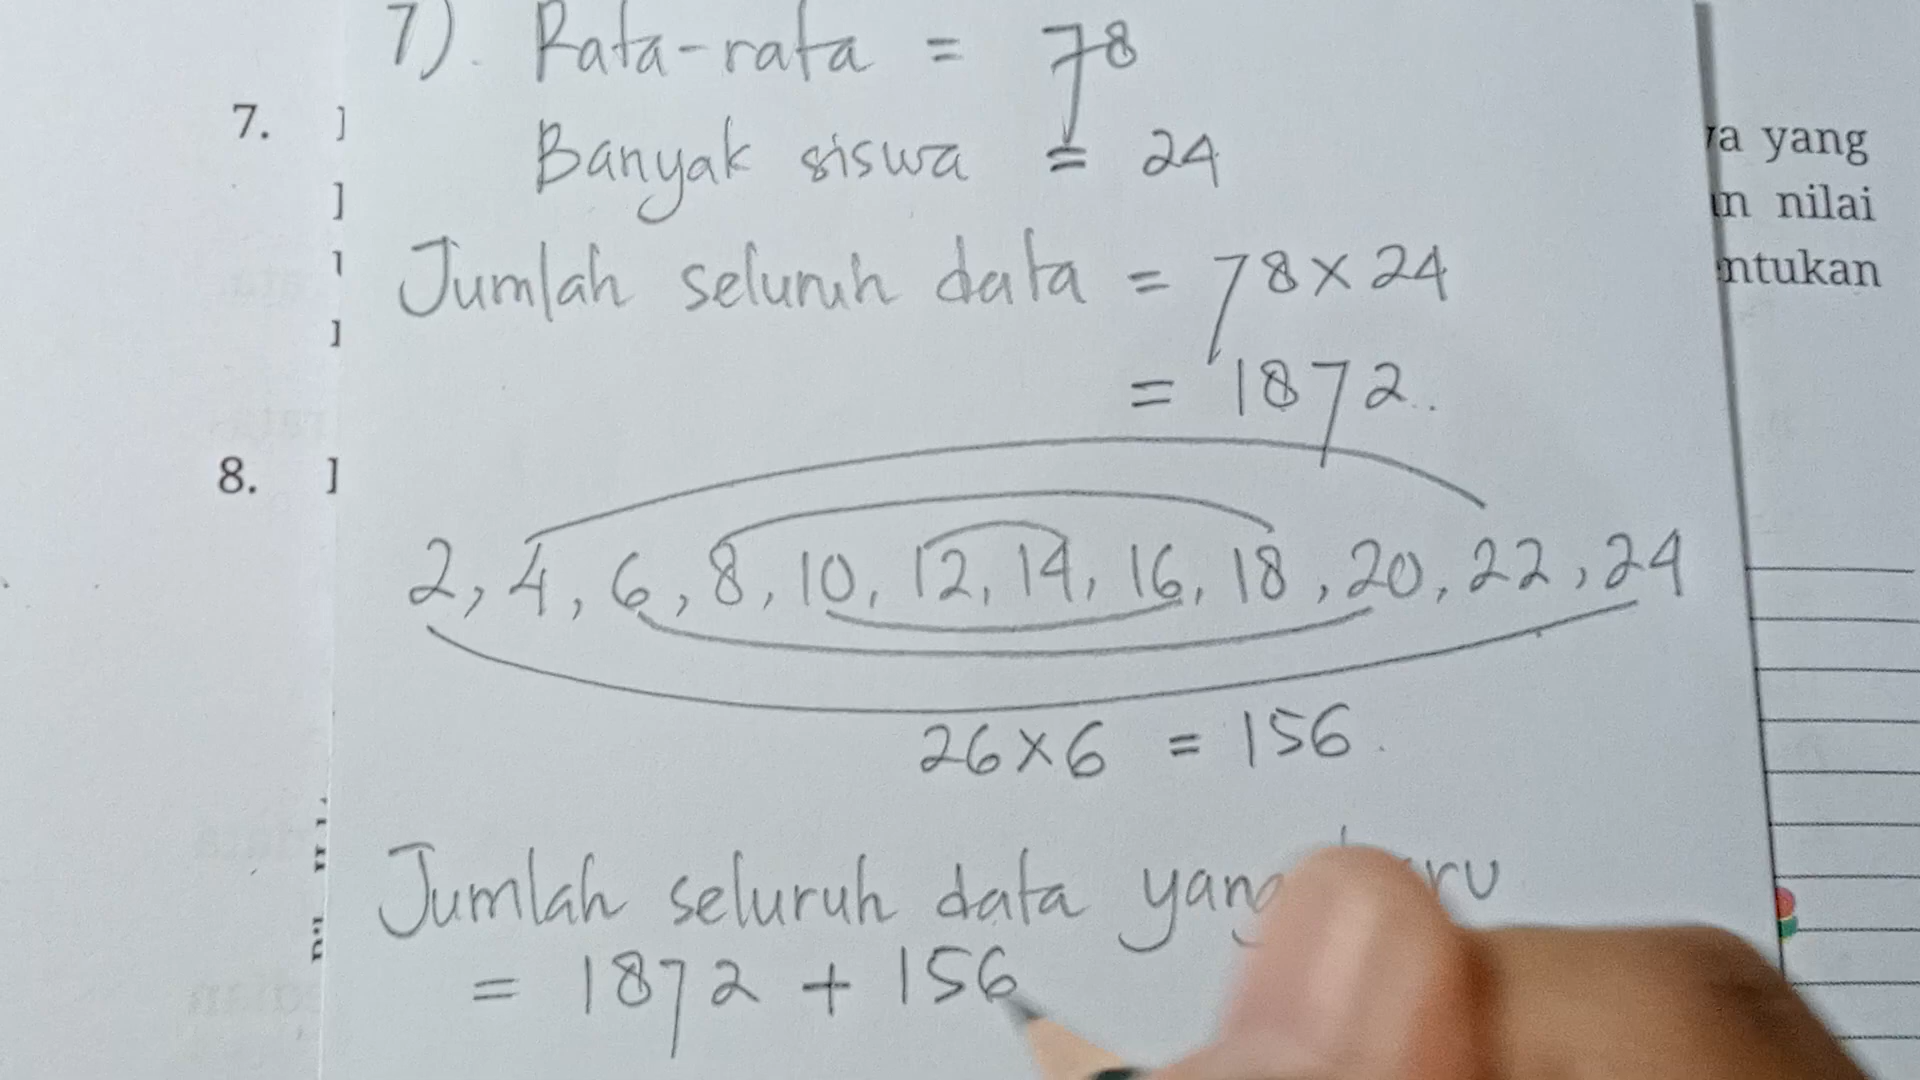 7). Rata-rata = 78
7.
Banyak siswa = 24
yang
nilai
Jumlah seluruh data = 78 × 24
= 1872.
8.
2, 4, 6, 8, 10, 12, 14, 16, 18, 20, 22, 24
26 × 6 = 156
Jumlah seluruh data yang
= 1872 + 156